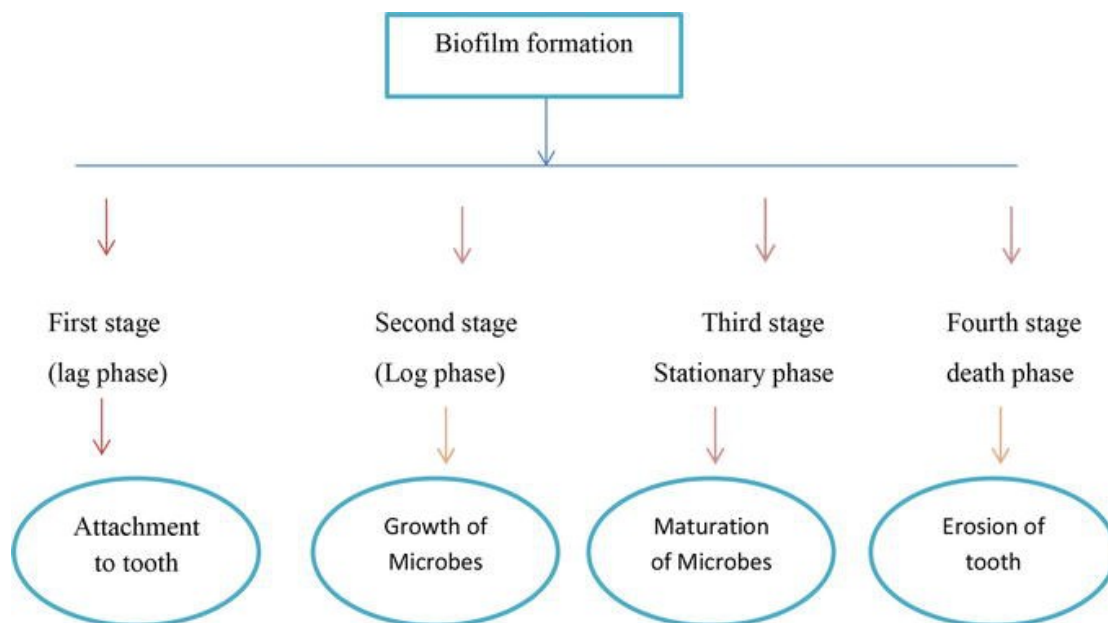 Biofilm formation
First stage
(lag phase)
Second stage
(Log phase)
Third stage
Stationary phase
Fourth stage
death phase
Attachment
to tooth
Growth of
Microbes
Maturation
of Microbes
Erosion of
tooth